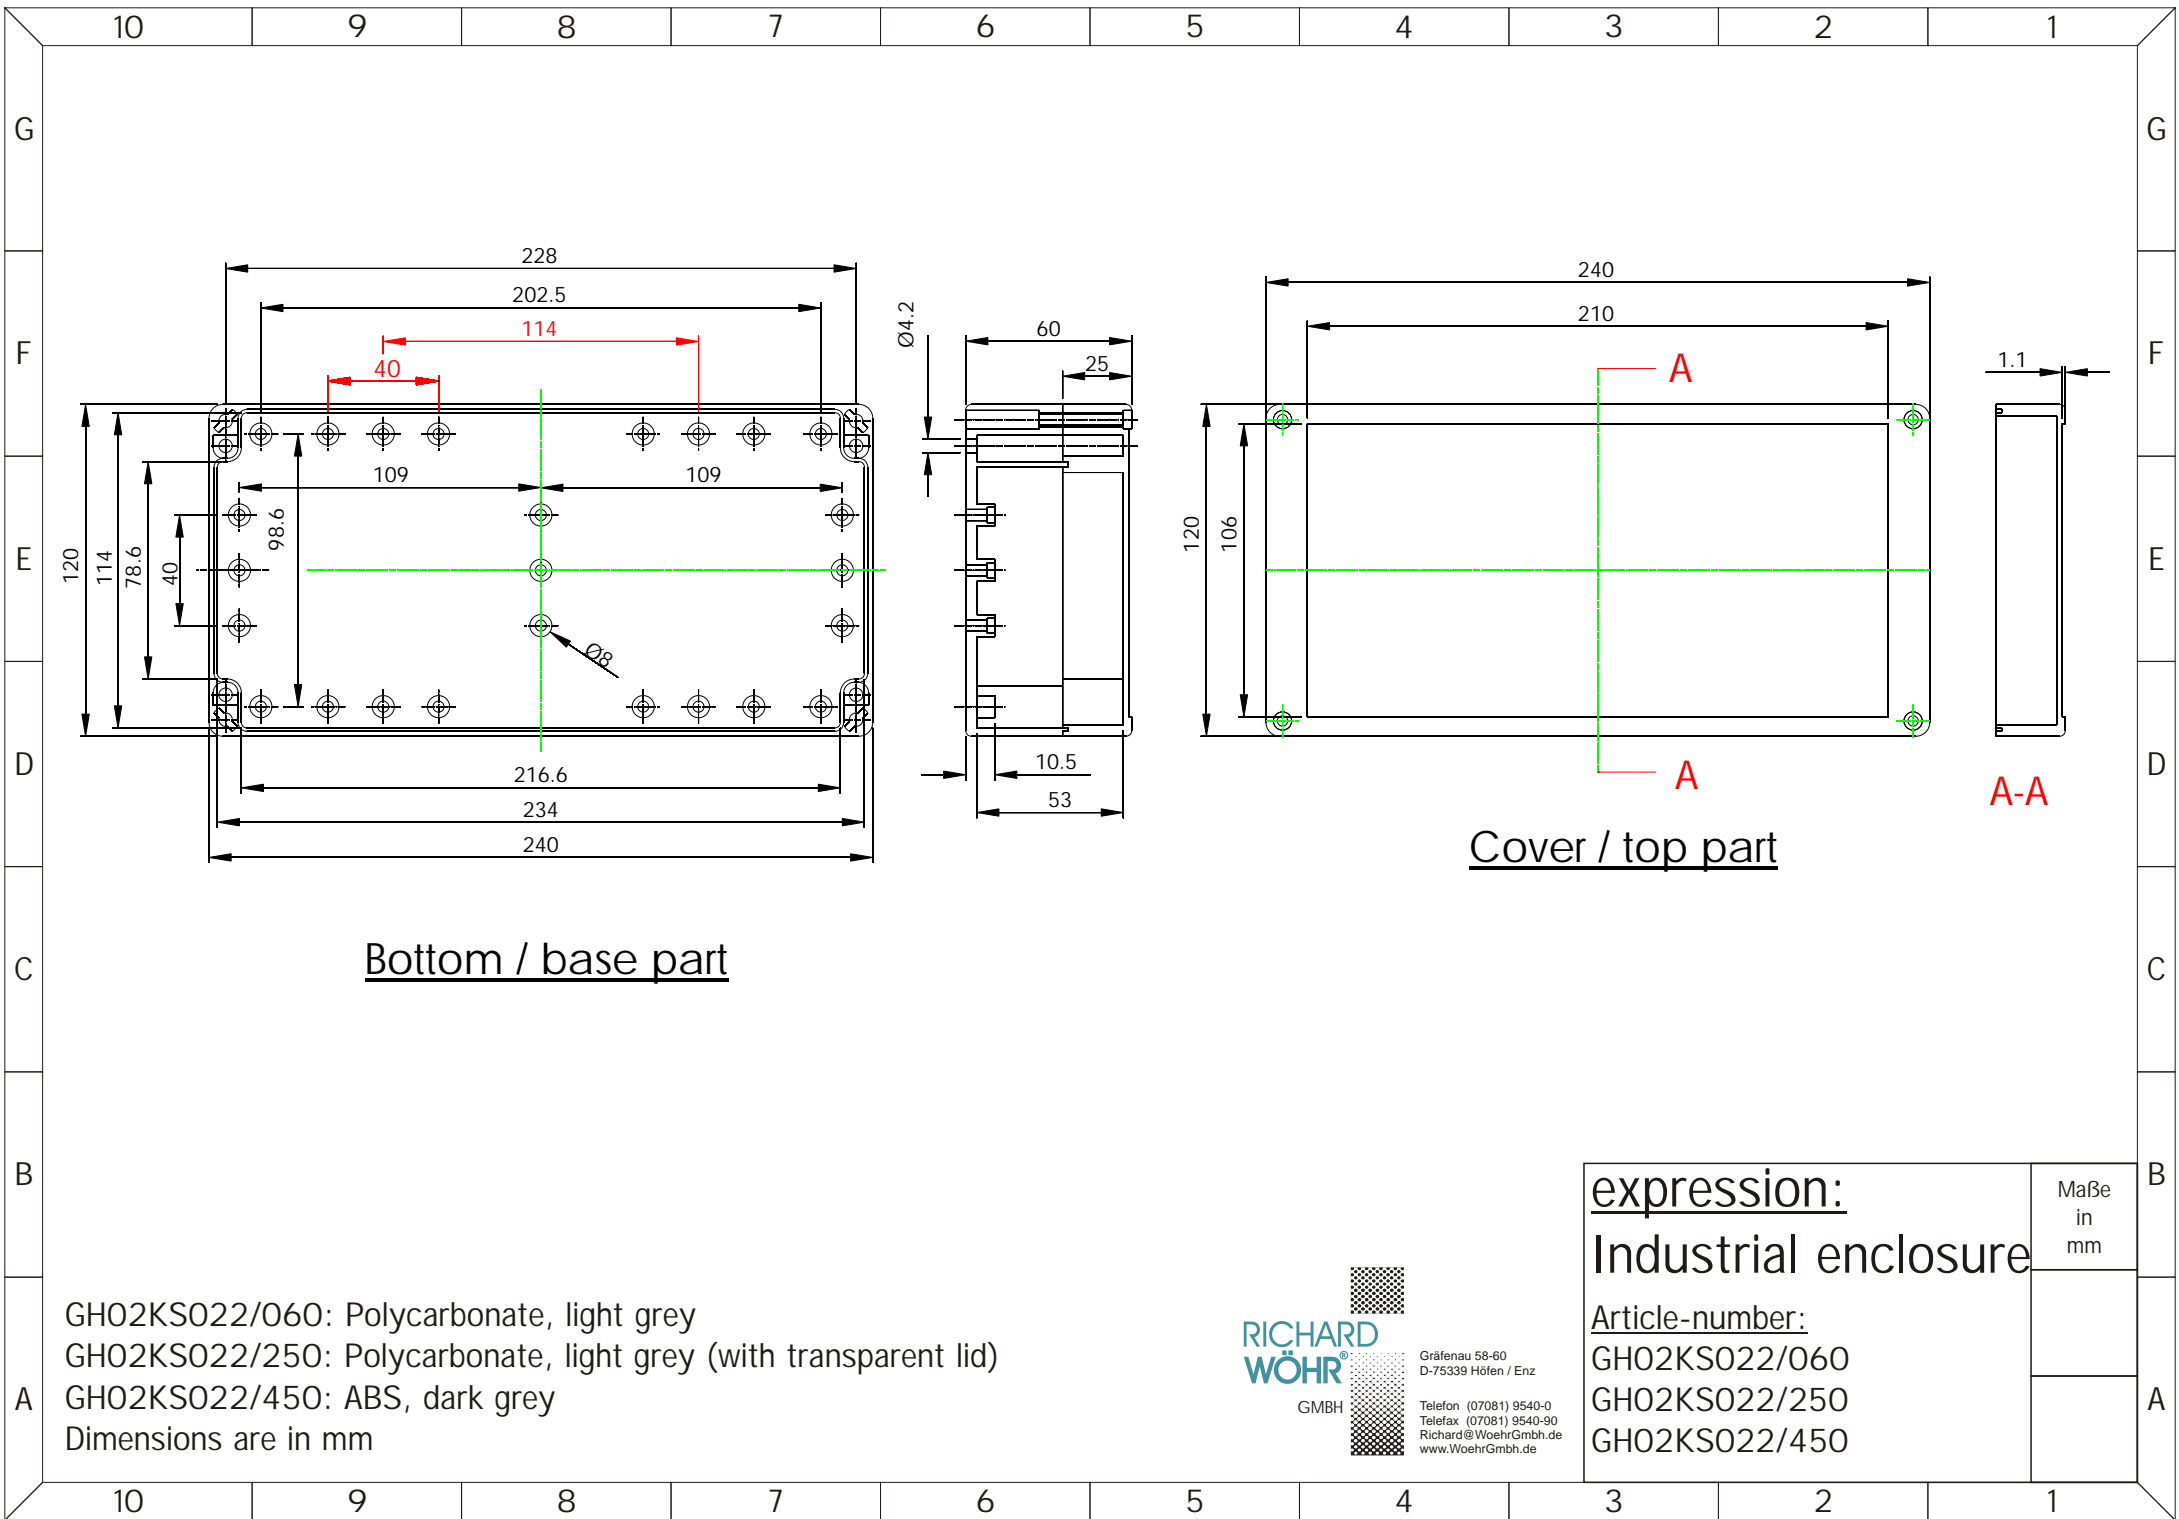 10 9 8 7 6 5 4 3 2 1
G G
F F
E E
D D
C C
B B
A A
228
202.5
114
40
109 109
120
114
78.6
40
98.6
Ø8
216.6
234
240
Bottom / base part
Ø4.2
60
25
10.5
53
240
210
A
120
106
A
Cover / top part
1.1
A-A
GH02KS022/060: Polycarbonate, light grey
GH02KS022/250: Polycarbonate, light grey (with transparent lid)
GH02KS022/450: ABS, dark grey
Dimensions are in mm
RICHARD
WÖHR®
GMBH
Gräfenau 58-60
D-75339 Höfen / Enz
Telefon (07081) 9540-0
Telefax (07081) 9540-90
Richard@WoehrGmbh.de
www.WoehrGmbh.de
expression:
Industrial enclosure
Maße
in
mm
Article-number:
GH02KS022/060
GH02KS022/250
GH02KS022/450
10 9 8 7 6 5 4 3 2 1